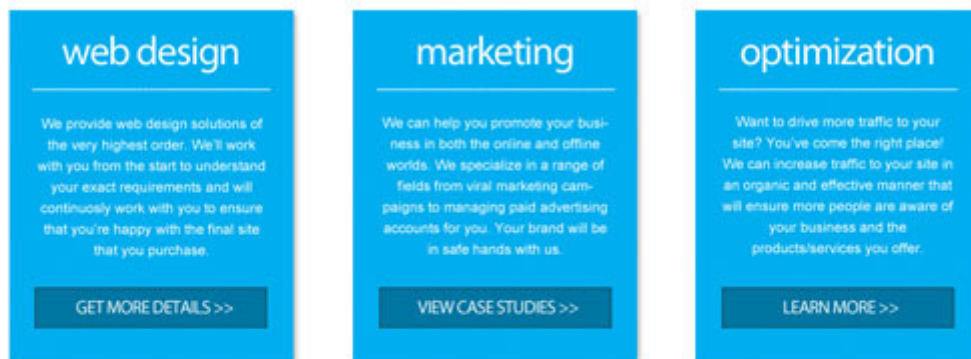 web design
We provide web design solutions of
the very highest order. We'll work
with you from the start to understand
your exact requirements and will
continuosly work with you to ensure
that you're happy with the final site
that you purchase.
GET MORE DETAILS >>
marketing
We can help you promote your busi-
ness in both the online and offline
worlds. We specialize in a range of
fields from viral marketing cam-
paigns to managing paid advertising
accounts for you. Your brand will be
in safe hands with us.
VIEW CASE STUDIES >>
optimization
Want to drive more traffic to your
site? You've come the right place!
We can increase traffic to your site in
an organic and effective manner that
will ensure more people are aware of
your business and the
products/services you offer.
LEARN MORE >>